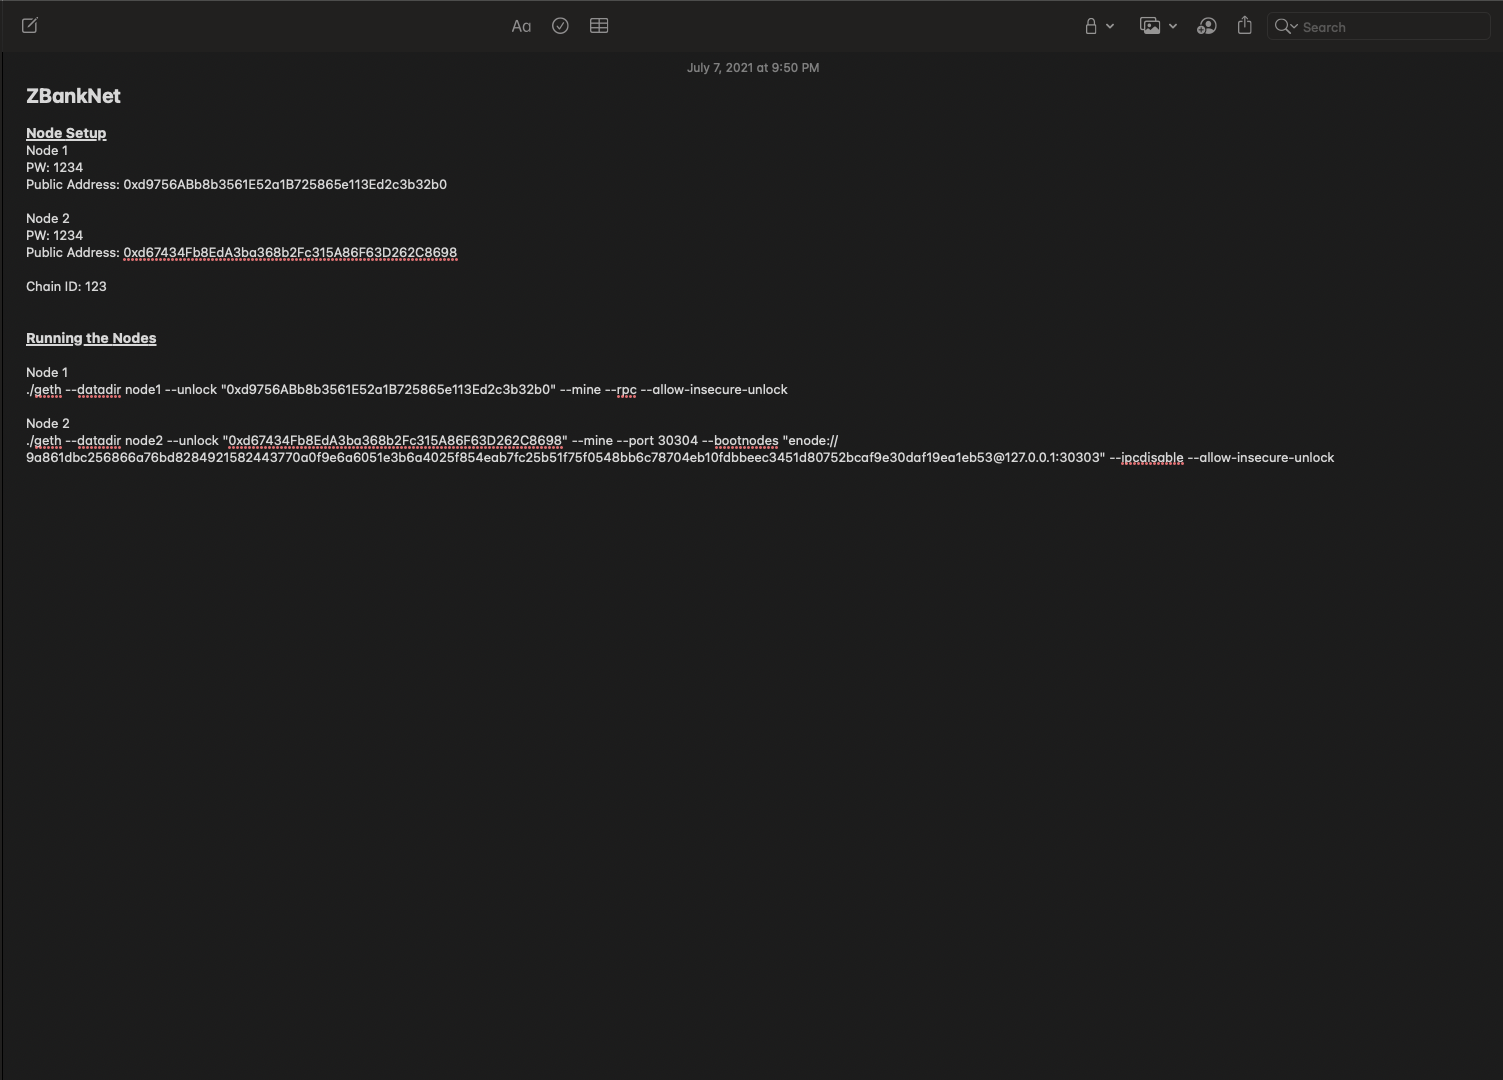 Aa
Search
July 7, 2021 at 9:50 PM
ZBankNet
Node Setup
Node 1
PW: 1234
Public Address: 0xd9756ABb8b3561E52a1B725865e113Ed2c3b32b0
Node 2
PW: 1234
Public Address: 0xd67434Fb8EdA3ba368b2Fc315A86F63D262C8698
Chain ID: 123
Running the Nodes
Node 1
./geth --datadir node1 --unlock "0xd9756ABb8b3561E52a1B725865e113Ed2c3b32b0" --mine --rpc --allow-insecure-unlock
Node 2
./geth --datadir node2 --unlock "0xd67434Fb8EdA3ba368b2Fc315A86F63D262C8698" --mine --port 30304 --bootnodes "enode://
9a861dbc256866a76bd8284921582443770a0f9e6a6051e3b6a4025f854eab7fc25b51f75f0548bb6c78704eb10fdbbeec3451d80752bcaf9e30daf19ea1eb53@127.0.0.1:30303" --ipcdisable --allow-insecure-unlock